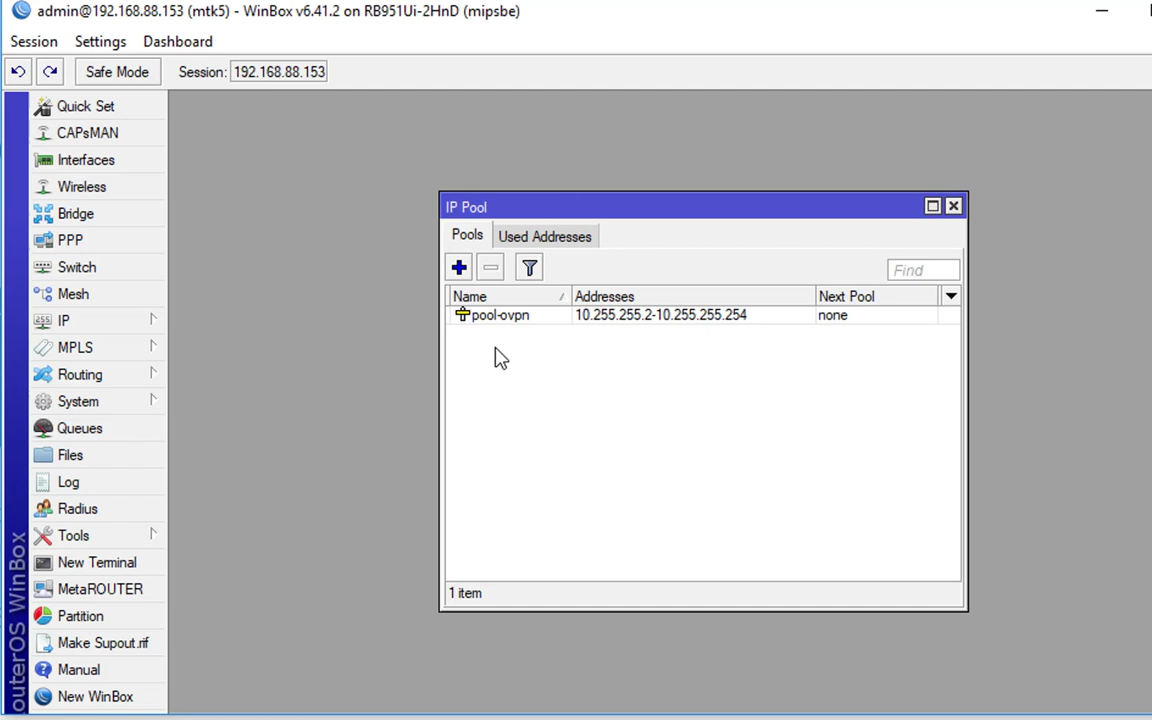 admin@192.168.88.153 (mtk5) - WinBox v6.41.2 on RB951Ui-2HnD (mipsbe)
Session Settings Dashboard
Safe Mode Session: 192.168.88.153
Quick Set
CAPsMAN
Interfaces
Wireless
Bridge
PPP
Switch
Mesh
255 IP
MPLS
Routing
System
Queues
Files
Log
Radius
Tools
New Terminal
MetaROUTER
Partition
Make Supout.rif
Manual
New WinBox
outerOS WinBox
IP Pool
Pools Used Addresses
Find
Name Addresses Next Pool
pool-ovpn 10.255.255.2-10.255.255.254 none
1 item